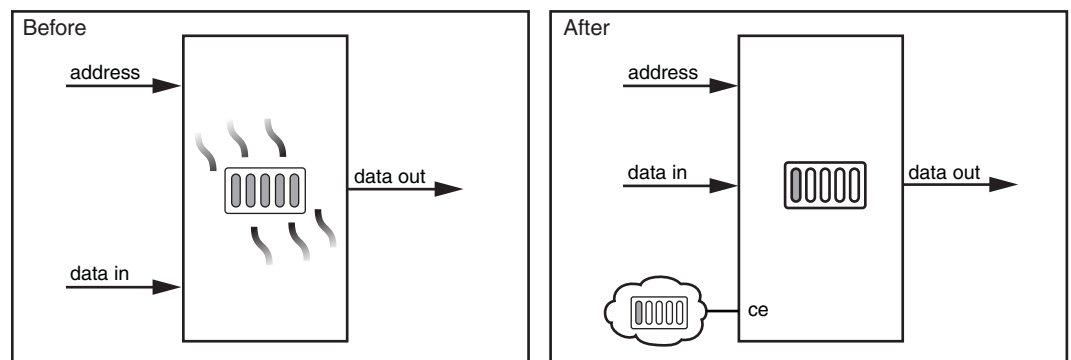 Before
address
data out
data in
After
address
data in
data out
ce